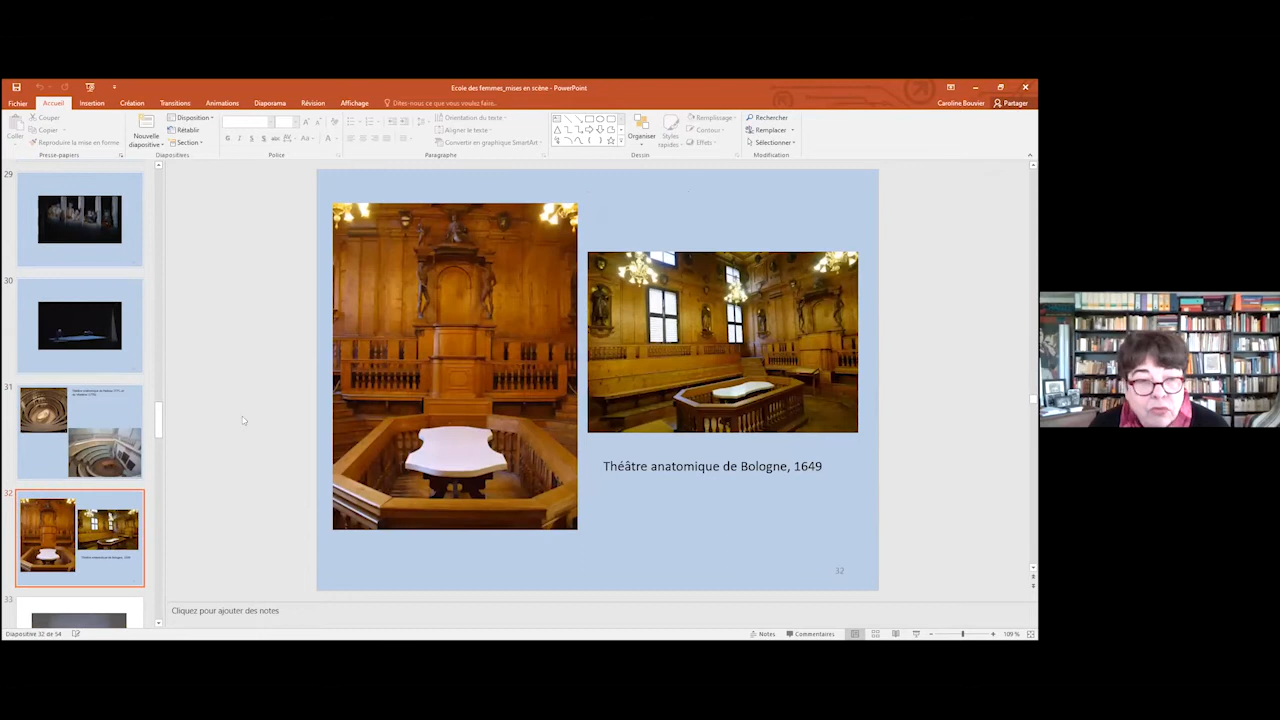 Ecole des femmes_mises en scène - PowerPoint
Fichier Accueil Insertion Création Transitions Animations Diaporama Révision Affichage Dites-nous ce que vous voulez faire. Caroline Bouvier Partager
Coller
Couper
Copier
Reproduire la mise en forme
Presse-papiers
Nouvelle diapositive
Disposition
Rétablir
Section
Diapositives
G I S S abc AV Aa A
Police
Orientation du texte
Aligner le texte
Convertir en graphique SmartArt
Paragraphe
Organiser
Styles rapides
Remplissage
Contour
Effets
Dessin
Rechercher
Remplacer
Sélectionner
Modification
29
30
31
32
33
Théâtre anatomique de Bologne, 1649
32
Cliquez pour ajouter des notes
Diapositive 32 de 54
Notes Commentaires 109 %